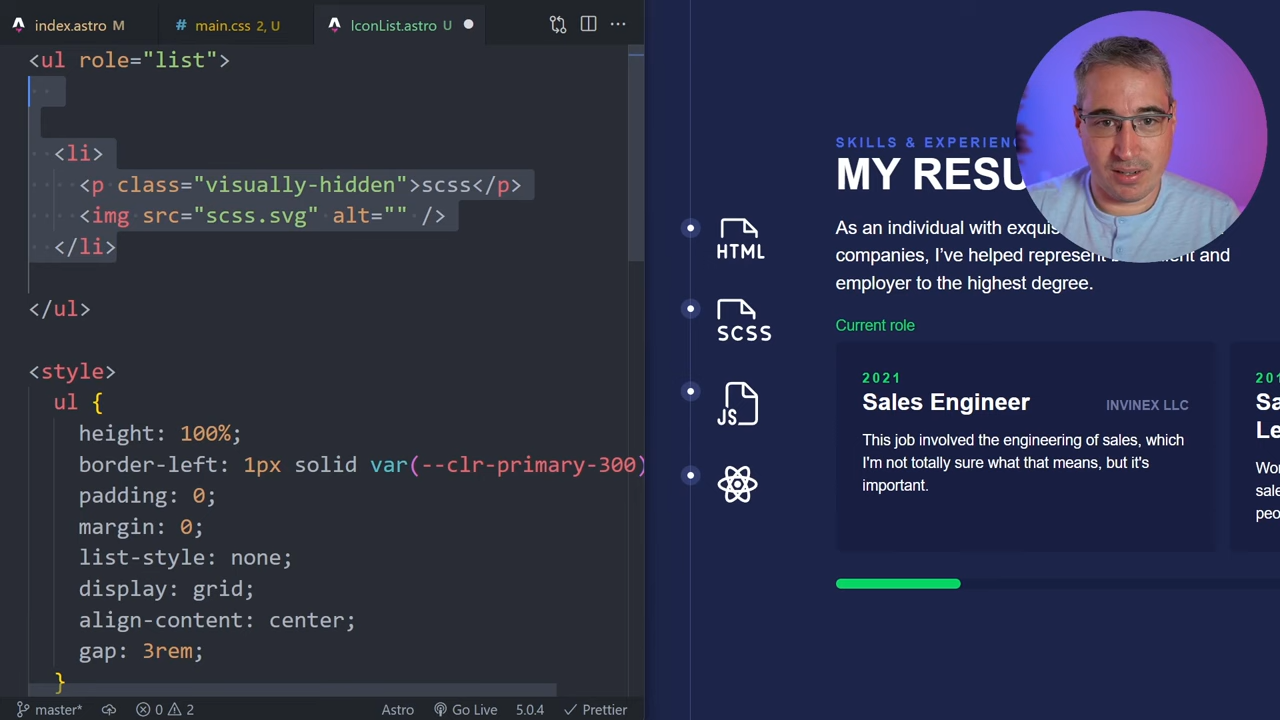 index.astro M
# main.css 2, U
IconList.astro U
<ul role="list">
<li>
<p class="visually-hidden">scss</p>
<img src="scss.svg" alt="" />
</li>
</ul>
<style>
ul {
height: 100%;
border-left: 1px solid var(--clr-primary-300)
padding: 0;
margin: 0;
list-style: none;
display: grid;
align-content: center;
gap: 3rem;
}
master*
0
2
Astro
Go Live
5.0.4
Prettier
HTML
SCSS
JS
SKILLS & EXPERIENC
MY RESU
As an individual with exquis
companies, I've helped represent
and
employer to the highest degree.
Current role
2021
Sales Engineer
INVINEX LLC
This job involved the engineering of sales, which
I'm not totally sure what that means, but it's
important.
201
Sa
Le
Wor
sale
peo